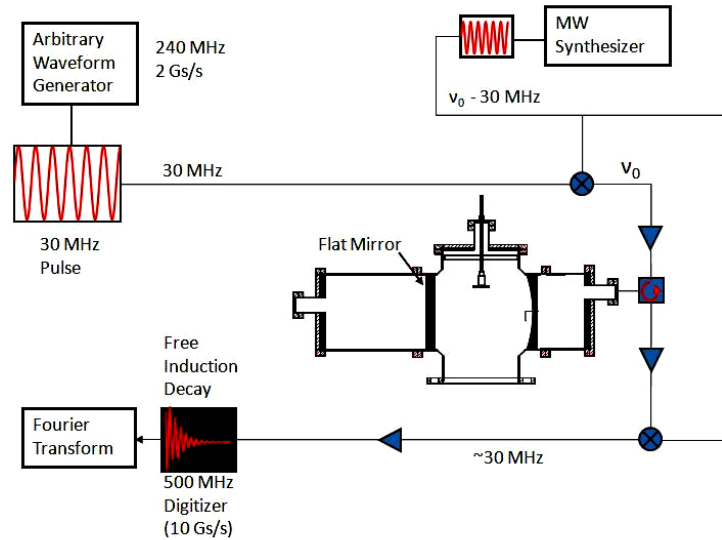 Arbitrary
Waveform
Generator
240 MHz
2 Gs/s
MW
Synthesizer
ν₀ - 30 MHz
30 MHz
ν₀
30 MHz
Pulse
Flat Mirror
Free
Induction
Decay
Fourier
Transform
~30 MHz
500 MHz
Digitizer
(10 Gs/s)